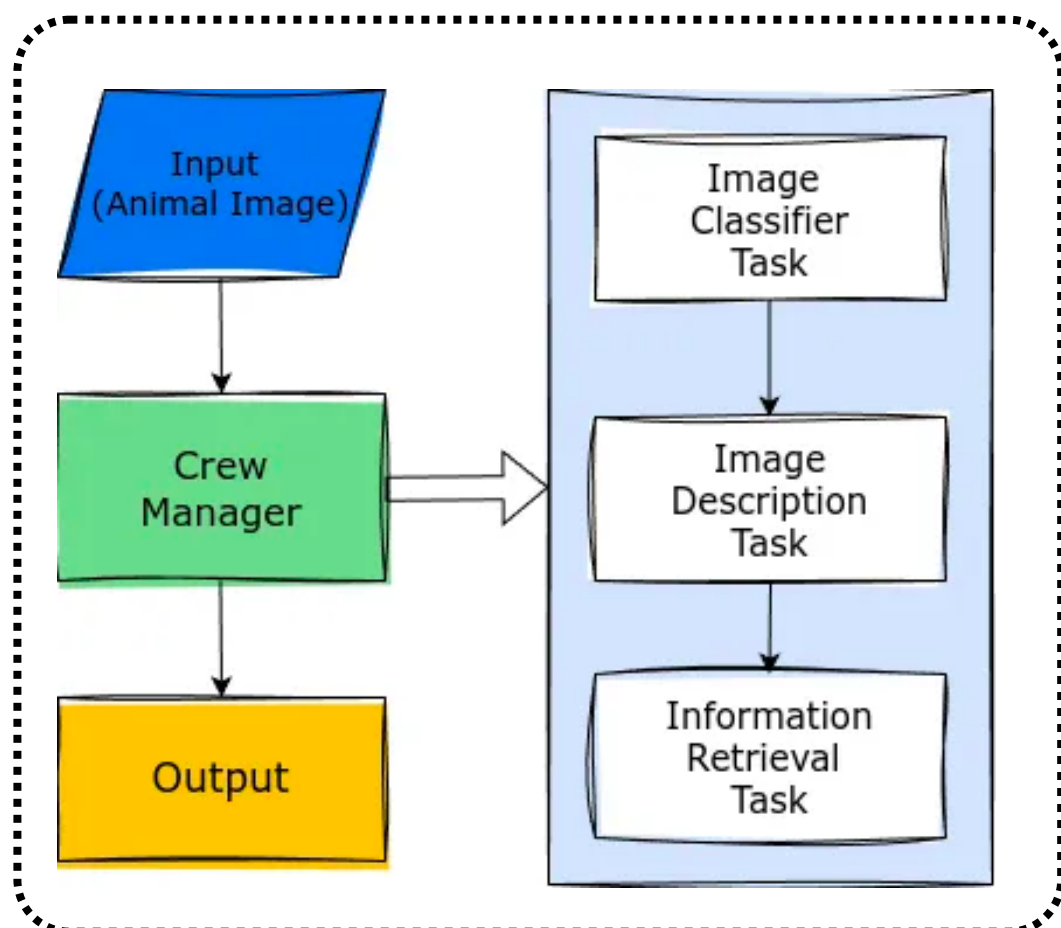 Input
(Animal Image)
Crew
Manager
Output
Image
Classifier
Task
Image
Description
Task
Information
Retrieval
Task